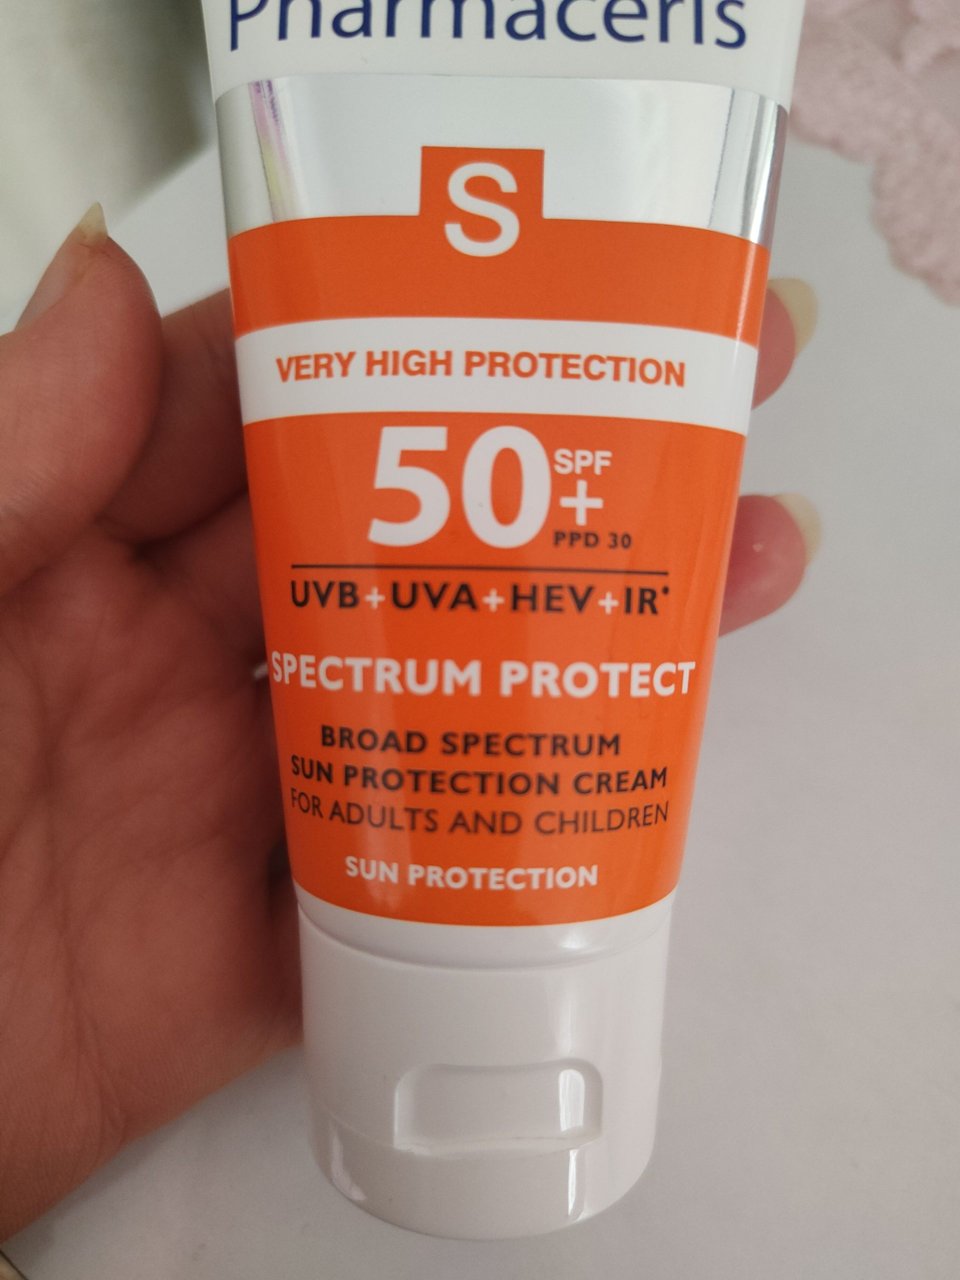 Pharmaceris
S
VERY HIGH PROTECTION
50+ SPF
PPD 30
UVB+UVA+HEV+IR*
SPECTRUM PROTECT
BROAD SPECTRUM
SUN PROTECTION CREAM
FOR ADULTS AND CHILDREN
SUN PROTECTION